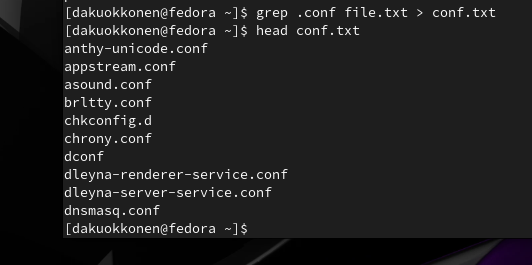 [dakuokkonen@fedora ~]$ grep .conf file.txt > conf.txt
[dakuokkonen@fedora ~]$ head conf.txt
anthy-unicode.conf
appstream.conf
asound.conf
brltty.conf
chkconfig.d
chrony.conf
dconf
dleyna-renderer-service.conf
dleyna-server-service.conf
dnsmasq.conf
[dakuokkonen@fedora ~]$